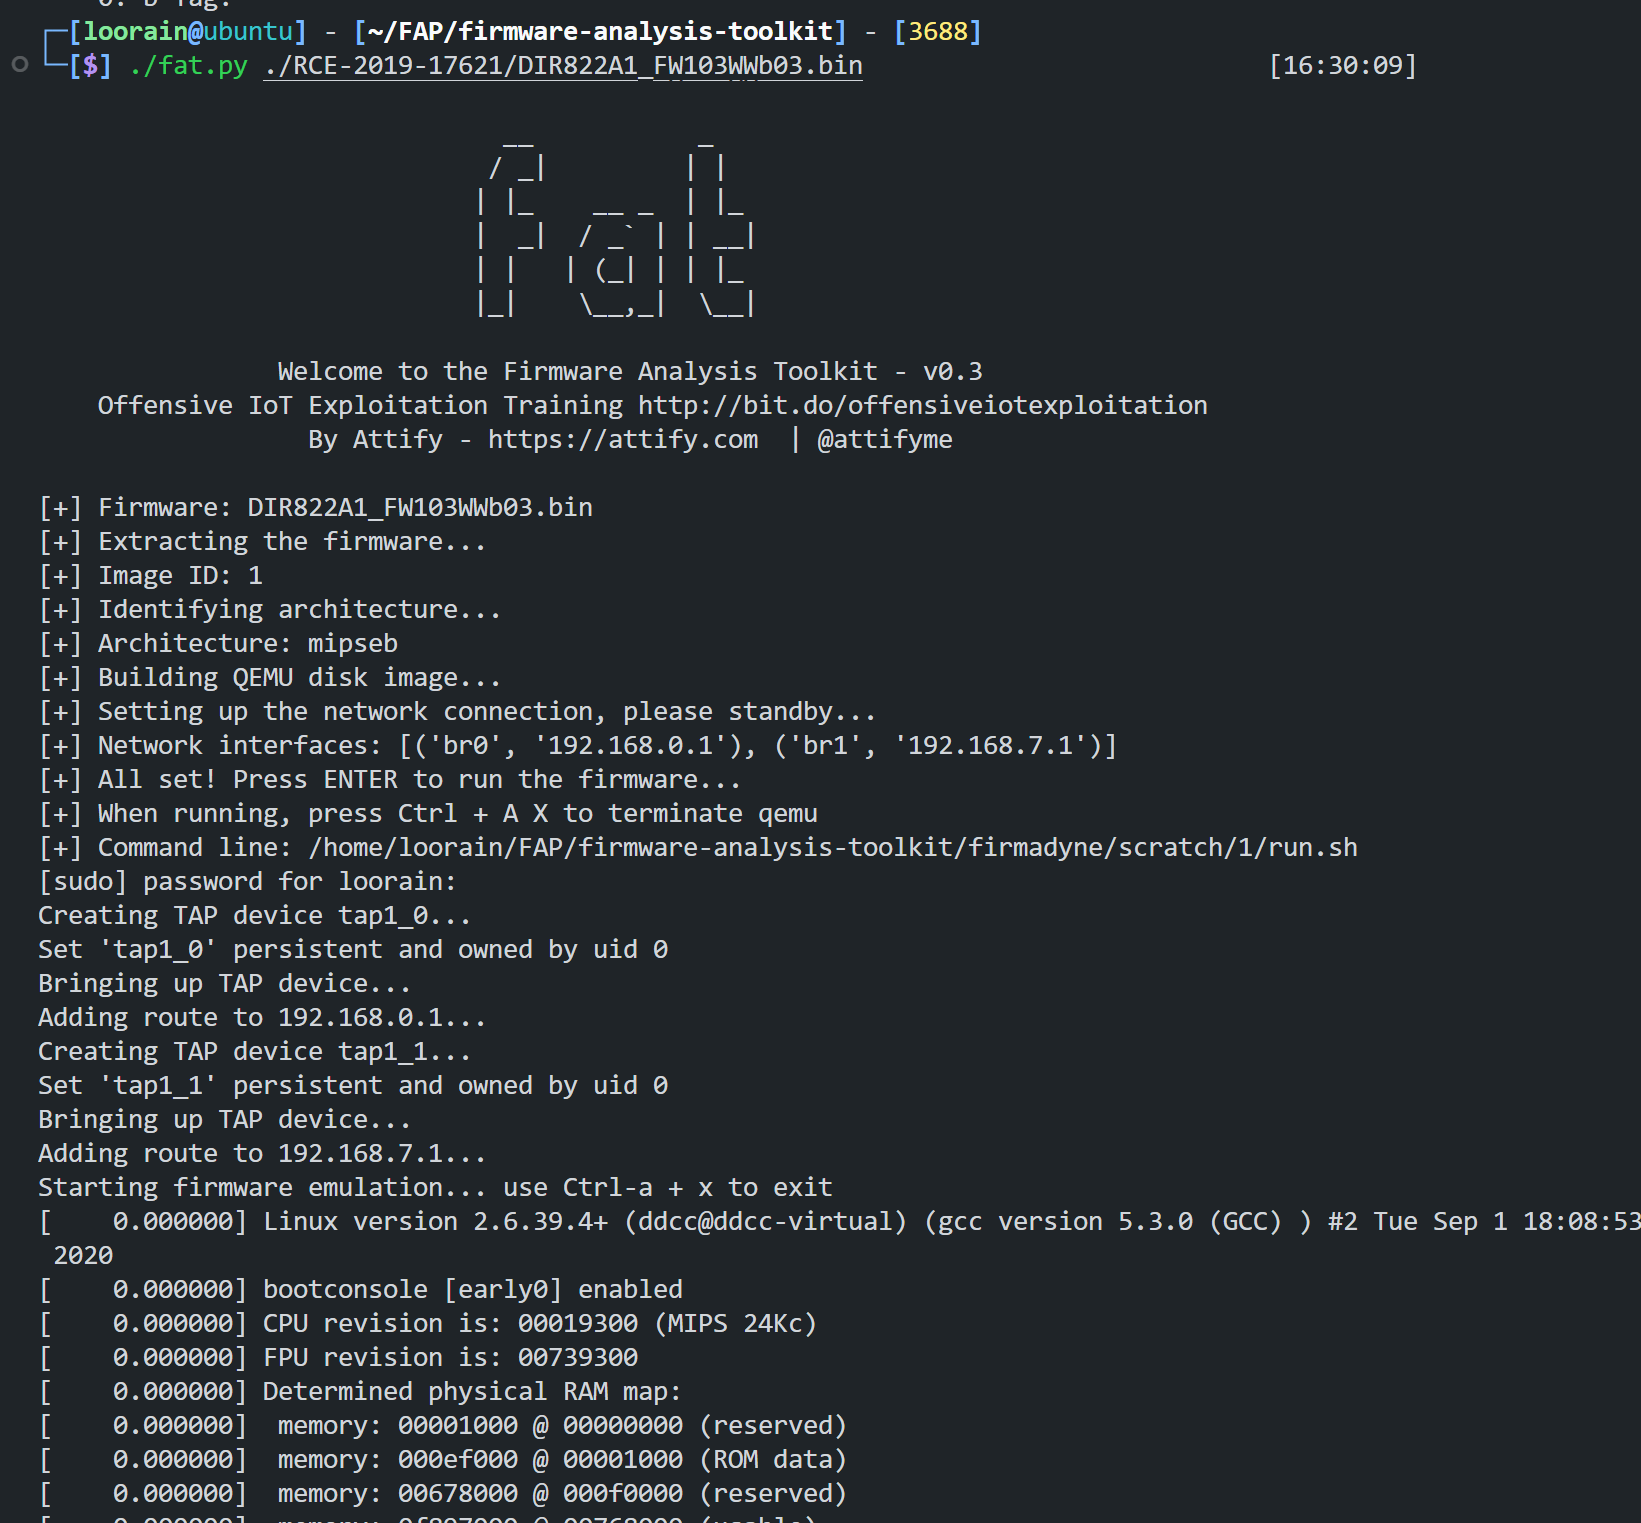 ┌─[loorain@ubuntu] - [~/FAP/firmware-analysis-toolkit] - [3688]
└─[$] ./fat.py ./RCE-2019-17621/DIR822A1_FW103WWb03.bin [16:30:09]
                               __           _
                              / _|         | |
                             | |_    __ _  | |_
                             |  _|  / _` | | __|
                             | |   | (_| | | |_
                             |_|    \__,_|  \__|
Welcome to the Firmware Analysis Toolkit - v0.3
Offensive IoT Exploitation Training http://bit.do/offensiveiotexploitation
By Attify - https://attify.com  | @attifyme
[+] Firmware: DIR822A1_FW103WWb03.bin
[+] Extracting the firmware...
[+] Image ID: 1
[+] Identifying architecture...
[+] Architecture: mipseb
[+] Building QEMU disk image...
[+] Setting up the network connection, please standby...
[+] Network interfaces: [('br0', '192.168.0.1'), ('br1', '192.168.7.1')]
[+] All set! Press ENTER to run the firmware...
[+] When running, press Ctrl + A X to terminate qemu
[+] Command line: /home/loorain/FAP/firmware-analysis-toolkit/firmadyne/scratch/1/run.sh
[sudo] password for loorain:
Creating TAP device tap1_0...
Set 'tap1_0' persistent and owned by uid 0
Bringing up TAP device...
Adding route to 192.168.0.1...
Creating TAP device tap1_1...
Set 'tap1_1' persistent and owned by uid 0
Bringing up TAP device...
Adding route to 192.168.7.1...
Starting firmware emulation... use Ctrl-a + x to exit
[    0.000000] Linux version 2.6.39.4+ (ddcc@ddcc-virtual) (gcc version 5.3.0 (GCC) ) #2 Tue Sep 1 18:08:53
 2020
[    0.000000] bootconsole [early0] enabled
[    0.000000] CPU revision is: 00019300 (MIPS 24Kc)
[    0.000000] FPU revision is: 00739300
[    0.000000] Determined physical RAM map:
[    0.000000]  memory: 00001000 @ 00000000 (reserved)
[    0.000000]  memory: 000ef000 @ 00001000 (ROM data)
[    0.000000]  memory: 00678000 @ 000f0000 (reserved)